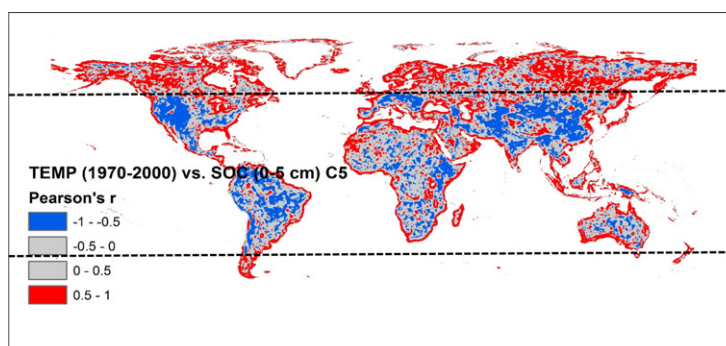 TEMP (1970-2000) vs. SOC (0-5 cm) C5
Pearson's r
-1 - -0.5
-0.5 - 0
0 - 0.5
0.5 - 1